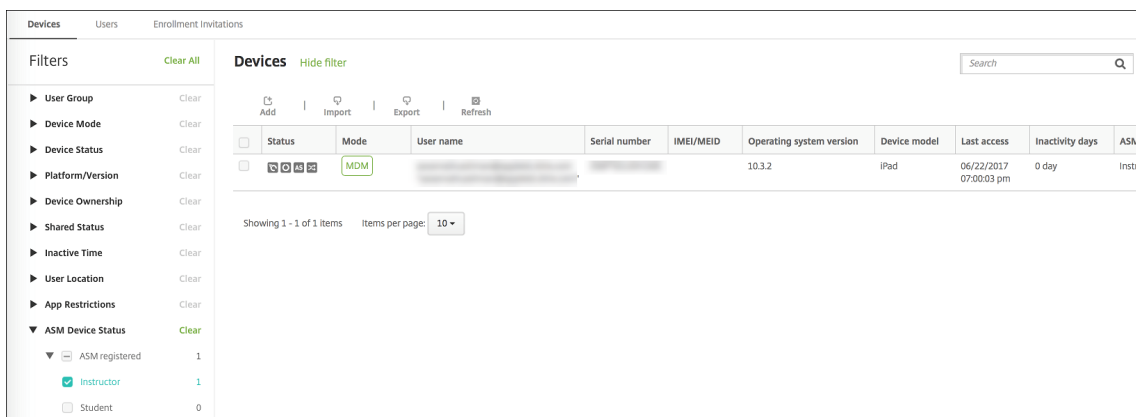 Devices Users Enrollment Invitations
Filters Clear All
Devices Hide filter
Search
User Group Clear
Device Mode Clear
Device Status Clear
Platform/Version Clear
Device Ownership Clear
Shared Status Clear
Inactive Time Clear
User Location Clear
App Restrictions Clear
ASM Device Status Clear
ASM registered 1
Instructor 1
Student 0
Add | Import | Export | Refresh
Status Mode User name Serial number IMEI/MEID Operating system version Device model Last access Inactivity days ASM
AS MDM 10.3.2 iPad 06/22/2017 0 day Instr
07:00:03 pm
Showing 1 - 1 of 1 items Items per page: 10